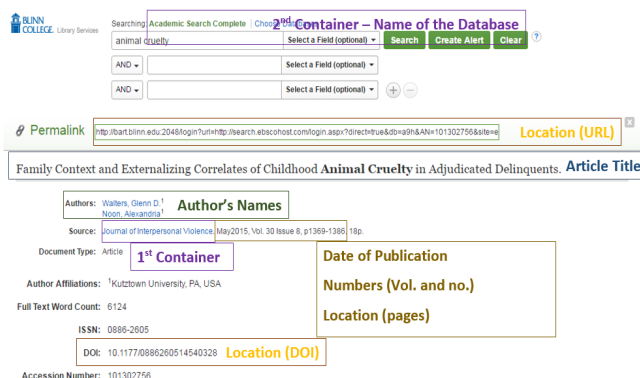 BLINN COLLEGE. Library Services
Searching: Academic Search Complete | Choose Databases
2nd Container – Name of the Database
animal cruelty Select a Field (optional) Search Create Alert Clear ?
AND Select a Field (optional)
AND Select a Field (optional) + −
Permalink http://bart.blinn.edu:2048/login?url=http://search.ebscohost.com/login.aspx?direct=true&db=a9h&AN=101302756&site=e Location (URL) x
Family Context and Externalizing Correlates of Childhood Animal Cruelty in Adjudicated Delinquents. Article Title
Authors: Walters, Glenn D.1 Author's Names
Noon, Alexandria1
Source: Journal of Interpersonal Violence. May2015, Vol. 30 Issue 8, p1369-1386. 18p.
Document Type: Article 1st Container Date of Publication
Author Affiliations: 1Kutztown University, PA, USA Numbers (Vol. and no.)
Full Text Word Count: 6124 Location (pages)
ISSN: 0886-2605
DOI: 10.1177/0886260514540328 Location (DOI)
Accession Number: 101302756